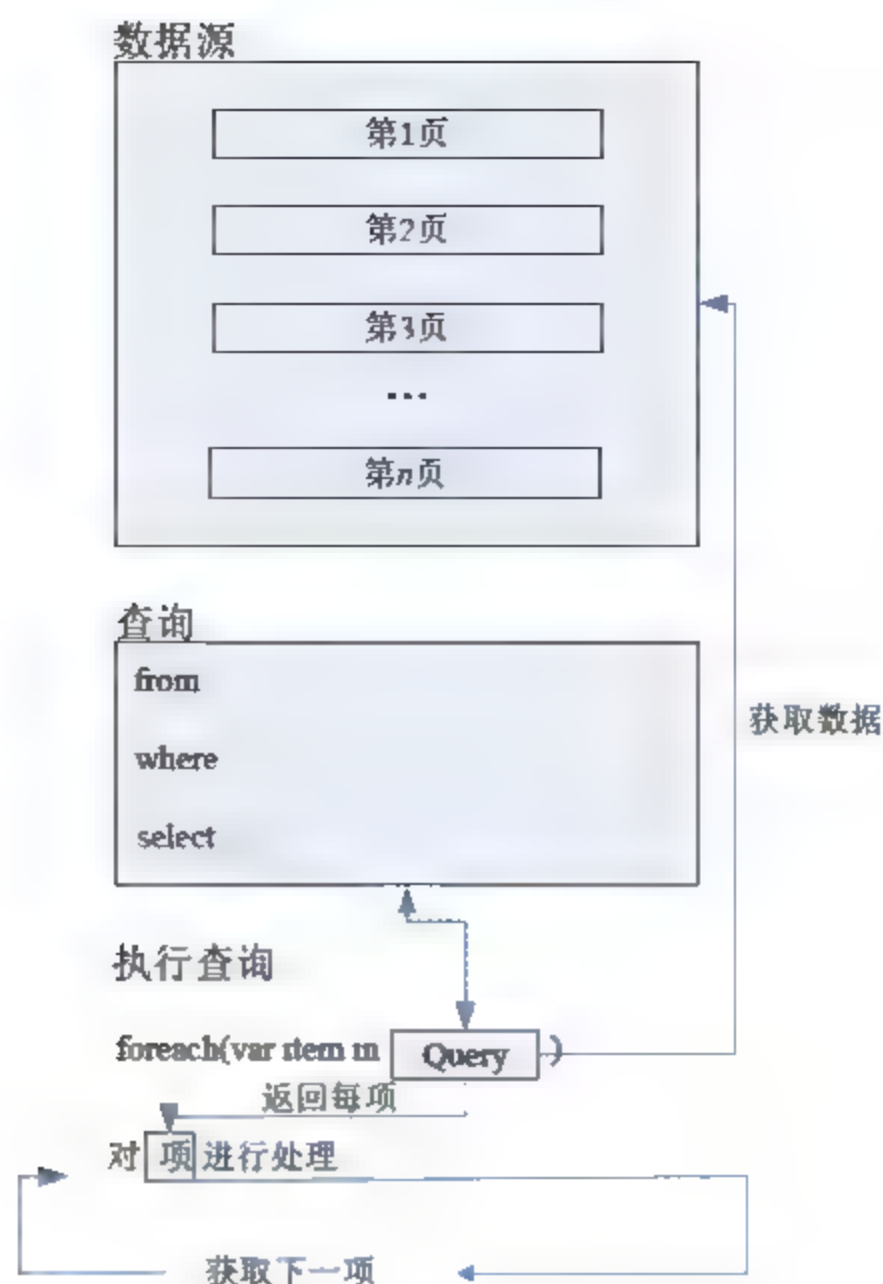 数据源
第1页
第2页
第3页
...
第n页
查询
from
where
select
获取数据
执行查询
foreach(var item in Query )
返回每项
对 项 进行处理
获取下一项